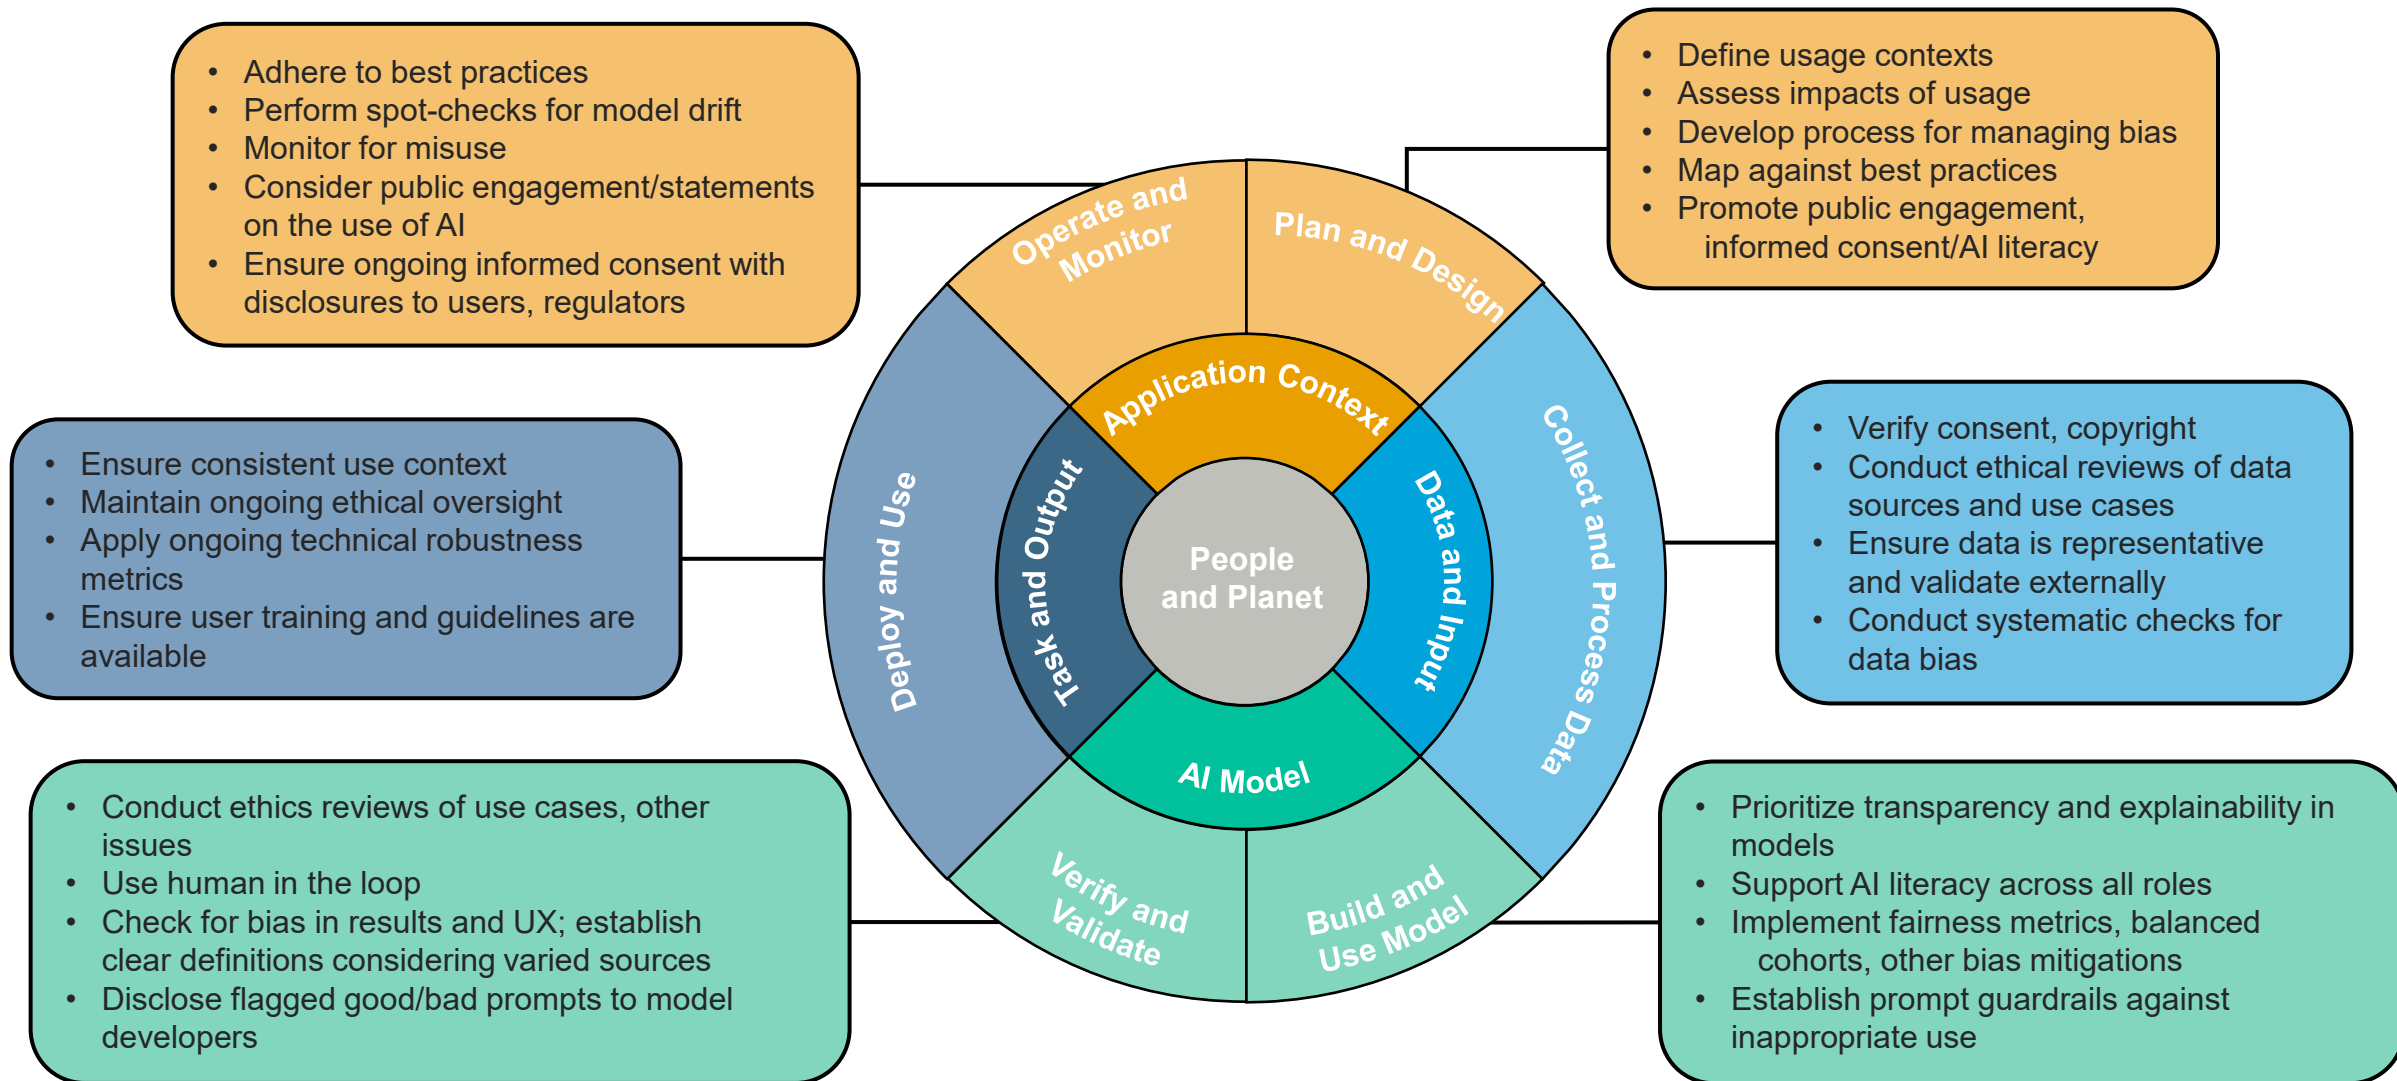 • Adhere to best practices
• Perform spot-checks for model drift
• Monitor for misuse
• Consider public engagement/statements
on the use of AI
• Ensure ongoing informed consent with
disclosures to users, regulators
• Define usage contexts
• Assess impacts of usage
• Develop process for managing bias
• Map against best practices
• Promote public engagement,
informed consent/AI literacy
Operate and
Monitor
Plan and Design
Application Context
• Ensure consistent use context
• Maintain ongoing ethical oversight
• Apply ongoing technical robustness
metrics
• Ensure user training and guidelines are
available
Deploy and Use
Task and Output
People
and Planet
Data and Input
Collect and Process Data
• Verify consent, copyright
• Conduct ethical reviews of data
sources and use cases
• Ensure data is representative
and validate externally
• Conduct systematic checks for
data bias
AI Model
Verify and
Validate
Build and
Use Model
• Conduct ethics reviews of use cases, other
issues
• Use human in the loop
• Check for bias in results and UX; establish
clear definitions considering varied sources
• Disclose flagged good/bad prompts to model
developers
• Prioritize transparency and explainability in
models
• Support AI literacy across all roles
• Implement fairness metrics, balanced
cohorts, other bias mitigations
• Establish prompt guardrails against
inappropriate use